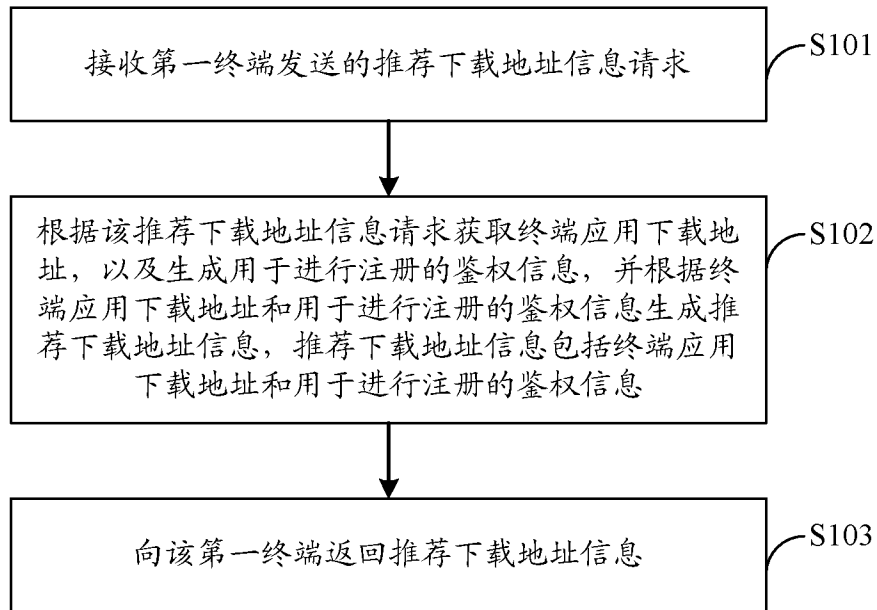 接收第一终端发送的推荐下载地址信息请求
S101
根据该推荐下载地址信息请求获取终端应用下载地
址，以及生成用于进行注册的鉴权信息，并根据终
端应用下载地址和用于进行注册的鉴权信息生成推
荐下载地址信息，推荐下载地址信息包括终端应用
下载地址和用于进行注册的鉴权信息
S102
向该第一终端返回推荐下载地址信息
S103